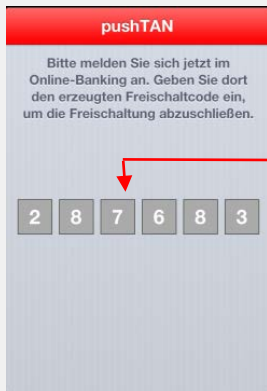 pushTAN
Bitte melden Sie sich jetzt im
Online-Banking an. Geben Sie dort
den erzeugten Freischaltcode ein,
um die Freischaltung abzuschließen.
2 8 7 6 8 3